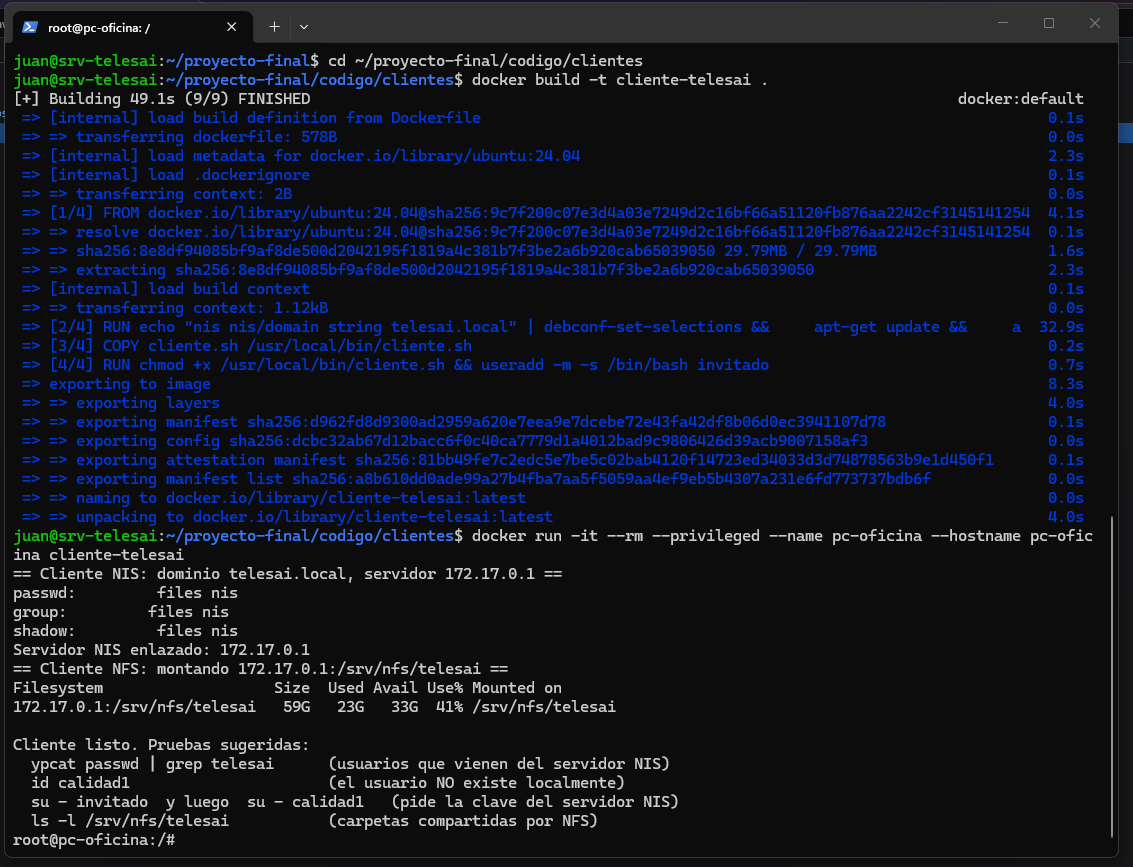 root@pc-oficina: /
juan@srv-telesai:~/proyecto-final$ cd ~/proyecto-final/codigo/clientes
juan@srv-telesai:~/proyecto-final/codigo/clientes$ docker build -t cliente-telesai .
[+] Building 49.1s (9/9) FINISHED docker:default
=> [internal] load build definition from Dockerfile 0.1s
=> => transferring dockerfile: 578B 0.0s
=> [internal] load metadata for docker.io/library/ubuntu:24.04 2.3s
=> [internal] load .dockerignore 0.1s
=> => transferring context: 2B 0.0s
=> [1/4] FROM docker.io/library/ubuntu:24.04@sha256:9c7f200c07e3d4a03e7249d2c16bf66a51120fb876aa2242cf3145141254 4.1s
=> => resolve docker.io/library/ubuntu:24.04@sha256:9c7f200c07e3d4a03e7249d2c16bf66a51120fb876aa2242cf3145141254 0.1s
=> => sha256:8e8df94085bf9af8de500d2042195f1819a4c381b7f3be2a6b920cab65039050 29.79MB / 29.79MB 1.6s
=> => extracting sha256:8e8df94085bf9af8de500d2042195f1819a4c381b7f3be2a6b920cab65039050 2.3s
=> [internal] load build context 0.1s
=> => transferring context: 1.12kB 0.0s
=> [2/4] RUN echo "nis nis/domain string telesai.local" | debconf-set-selections && apt-get update && a 32.9s
=> [3/4] COPY cliente.sh /usr/local/bin/cliente.sh 0.2s
=> [4/4] RUN chmod +x /usr/local/bin/cliente.sh && useradd -m -s /bin/bash invitado 0.7s
=> exporting to image 8.3s
=> => exporting layers 4.0s
=> => exporting manifest sha256:d962fd8d9300ad2959a620e7eea9e7dcebe72e43fa42df8b06d0ec3941107d78 0.1s
=> => exporting config sha256:dcbc32ab67d12bacc6f0c40ca7779d1a4012bad9c9806426d39acb9007158af3 0.0s
=> => exporting attestation manifest sha256:81bb49fe7c2edc5e7be5c02bab4120f14723ed34033d3d74878563b9e1d450f1 0.1s
=> => exporting manifest list sha256:a8b610dd0ade99a27b4fba7aa5f5059aa4ef9eb5b4307a231e6fd773737bdb6f 0.0s
=> => naming to docker.io/library/cliente-telesai:latest 0.0s
=> => unpacking to docker.io/library/cliente-telesai:latest 4.0s
juan@srv-telesai:~/proyecto-final/codigo/clientes$ docker run -it --rm --privileged --name pc-oficina --hostname pc-ofic
ina cliente-telesai
== Cliente NIS: dominio telesai.local, servidor 172.17.0.1 ==
passwd: files nis
group: files nis
shadow: files nis
Servidor NIS enlazado: 172.17.0.1
== Cliente NFS: montando 172.17.0.1:/srv/nfs/telesai ==
Filesystem Size Used Avail Use% Mounted on
172.17.0.1:/srv/nfs/telesai 59G 23G 33G 41% /srv/nfs/telesai
Cliente listo. Pruebas sugeridas:
ypcat passwd | grep telesai (usuarios que vienen del servidor NIS)
id calidad1 (el usuario NO existe localmente)
su - invitado y luego su - calidad1 (pide la clave del servidor NIS)
ls -l /srv/nfs/telesai (carpetas compartidas por NFS)
root@pc-oficina:/#